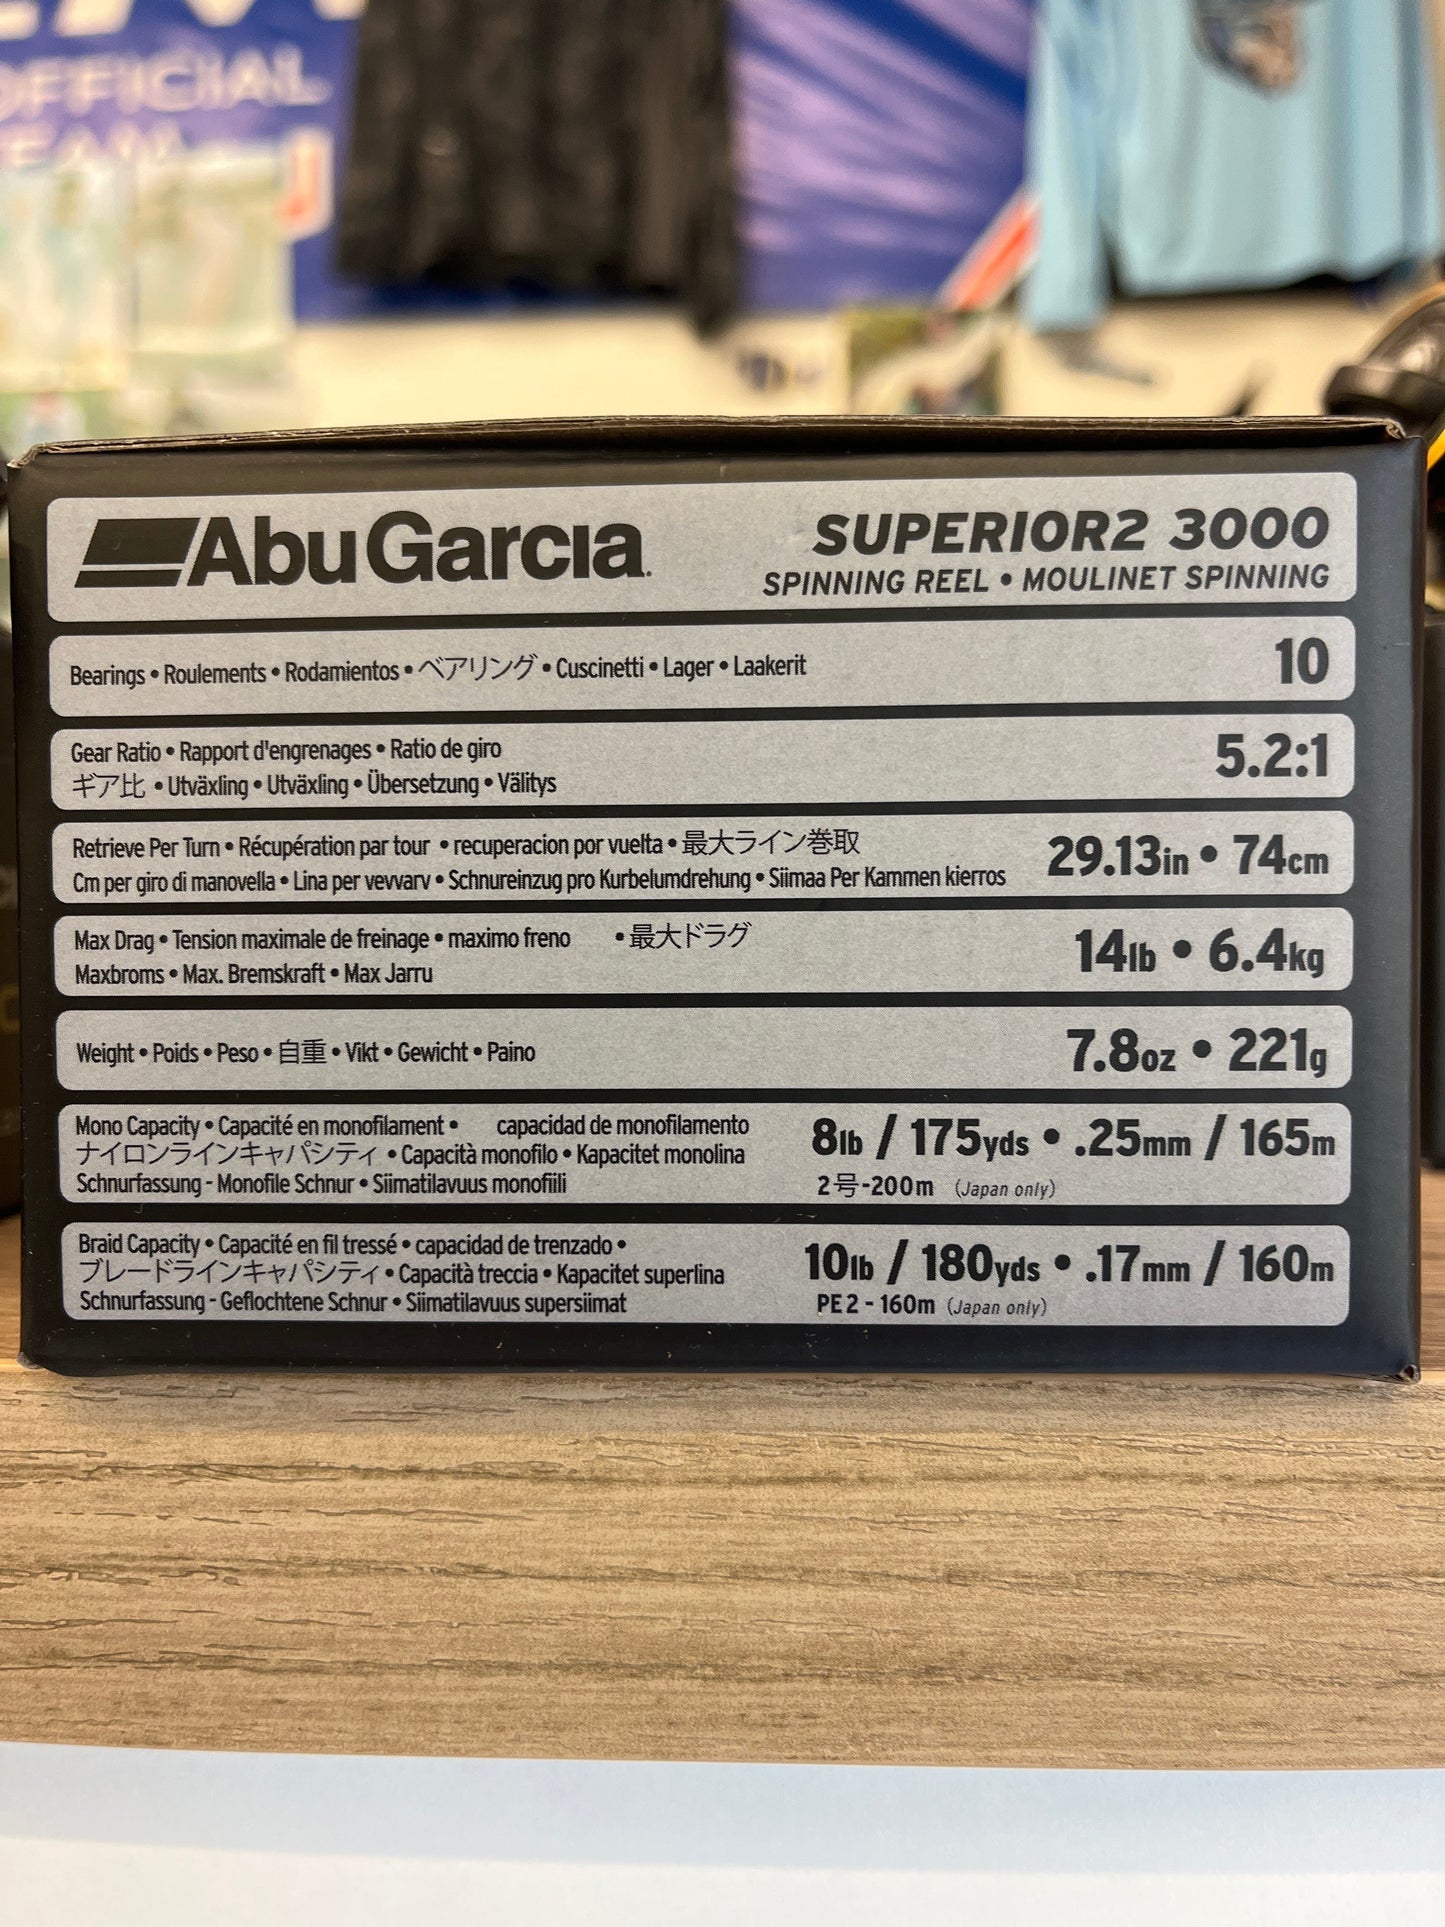 OFFICIAL
Abu Garcia.
SUPERIOR2 3000
SPINNING REEL • MOULINET SPINNING
Bearings • Roulements • Rodamientos • ベアリング • Cuscinetti • Lager • Laakerit
10
Gear Ratio • Rapport d'engrenages • Ratio de giro
ギア比 • Utväxling • Utväxling • Übersetzung • Välitys
5.2:1
Retrieve Per Turn • Récupération par tour • recuperacion por vuelta • 最大ライン巻取
Cm per giro di manovella • Lina per vevvarv • Schnureinzug pro Kurbelumdrehung • Siimaa Per Kammen kierros
29.13in • 74cm
Max Drag • Tension maximale de freinage • maximo freno • 最大ドラグ
Maxbroms • Max. Bremskraft • Max Jarru
14lb • 6.4kg
Weight • Poids • Peso • 自重 • Vikt • Gewicht • Paino
7.8oz • 221g
Mono Capacity • Capacité en monofilament • capacidad de monofilamento
ナイロンラインキャパシティ • Capacità monofilo • Kapacitet monolina
Schnurfassung - Monofile Schnur • Siimatilavuus monofiili
8lb / 175yds • .25mm / 165m
2号-200m (Japan only)
Braid Capacity • Capacité en fil tressé • capacidad de trenzado •
ブレードラインキャパシティ • Capacità treccia • Kapacitet superlina
Schnurfassung - Geflochtene Schnur • Siimatilavuus supersiimat
10lb / 180yds • .17mm / 160m
PE 2 - 160m (Japan only)